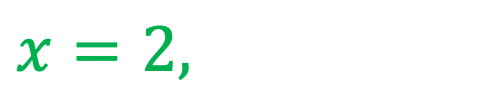 x = 2,